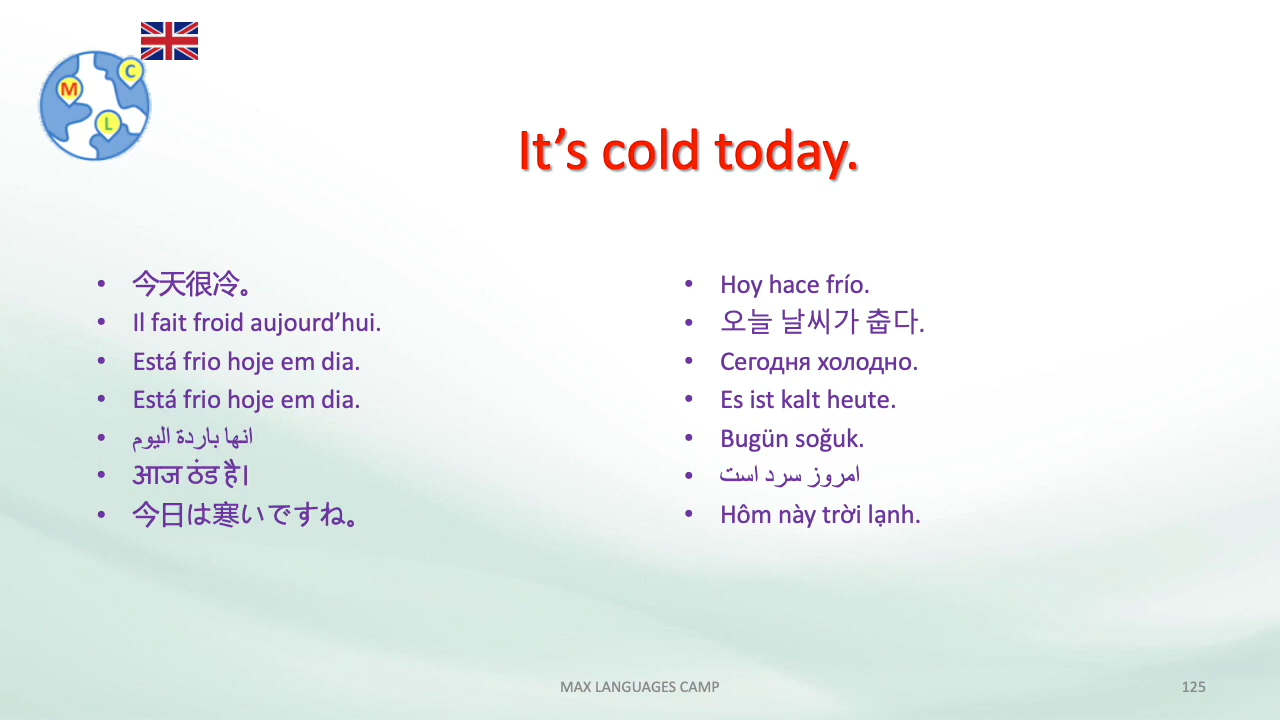 M
C
L
It’s cold today.
• 今天很冷。
• Il fait froid aujourd’hui.
• Está frio hoje em dia.
• Está frio hoje em dia.
• انها باردة اليوم
• आज ठंड है।
• 今日は寒いですね。
• Hoy hace frío.
• 오늘 날씨가 춥다.
• Сегодня холодно.
• Es ist kalt heute.
• Bugün soğuk.
• امروز سرد است
• Hôm này trời lạnh.
MAX LANGUAGES CAMP
125